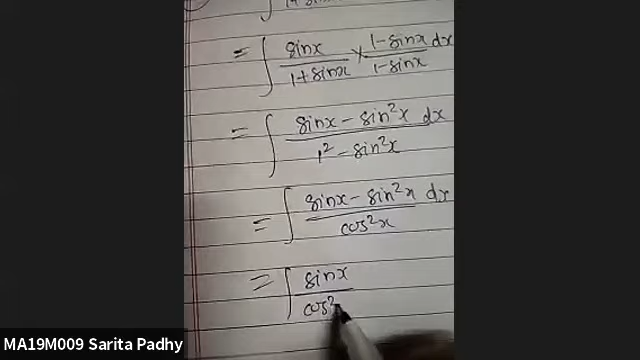 = ∫ sinx / 1+sinx × 1-sinx / 1-sinx dx
= ∫ sinx - sin²x / 1² - sin²x dx
= ∫ sinx - sin²x / cos²x dx
= ∫ sinx / cos²
MA19M009 Sarita Padhy